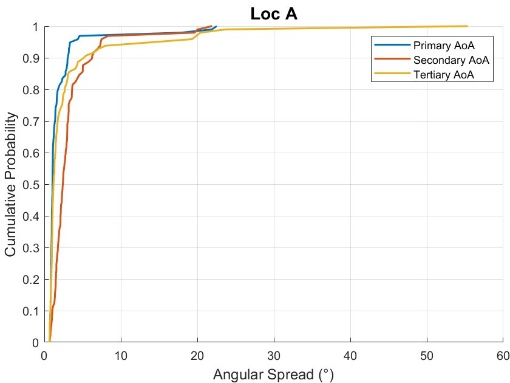 Loc A
Primary AoA
Secondary AoA
Tertiary AoA
Cumulative Probability
1
0.9
0.8
0.7
0.6
0.5
0.4
0.3
0.2
0.1
0
0 10 20 30 40 50 60
Angular Spread (°)